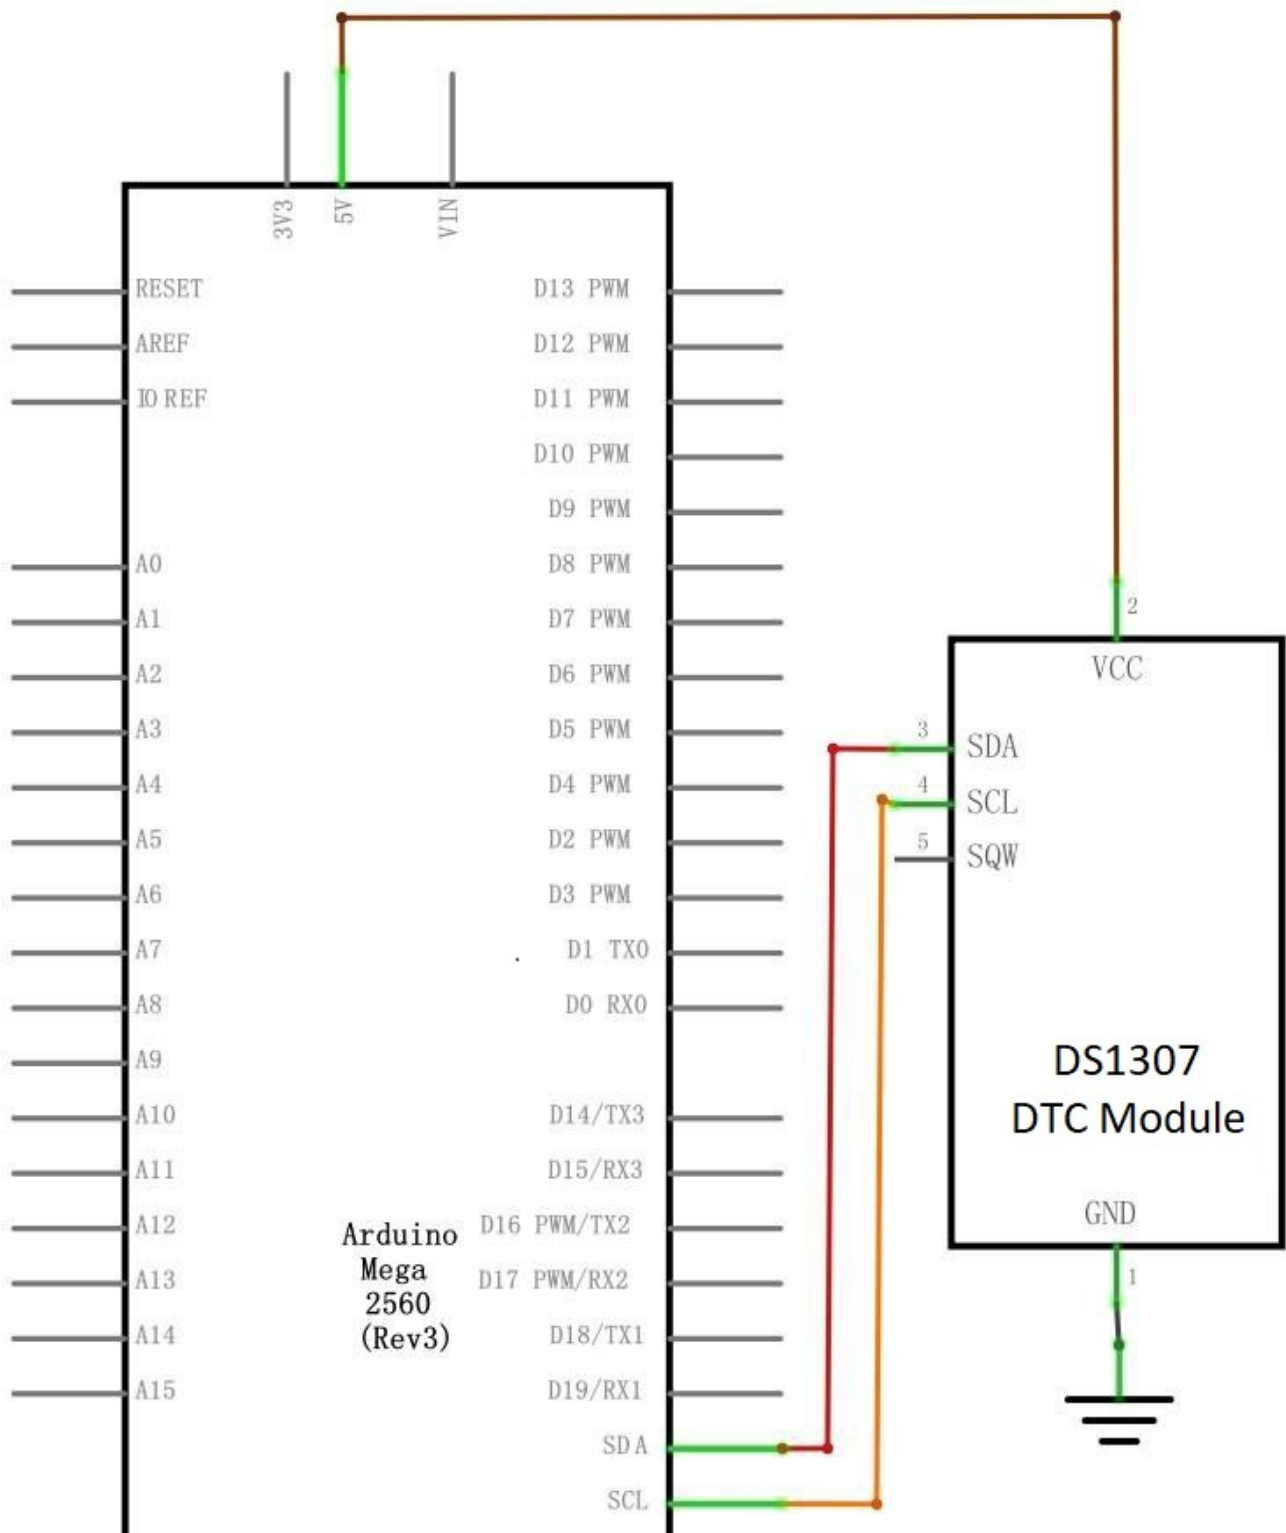 3V3
5V
VIN
RESET
AREF
IO REF
A0
A1
A2
A3
A4
A5
A6
A7
A8
A9
A10
A11
A12
A13
A14
A15
D13 PWM
D12 PWM
D11 PWM
D10 PWM
D9 PWM
D8 PWM
D7 PWM
D6 PWM
D5 PWM
D4 PWM
D2 PWM
D3 PWM
D1 TX0
D0 RX0
D14/TX3
D15/RX3
D16 PWM/TX2
D17 PWM/RX2
D18/TX1
D19/RX1
SDA
SCL
Arduino
Mega
2560
(Rev3)
2
VCC
3
SDA
4
SCL
5
SQW
DS1307
DTC Module
GND
1